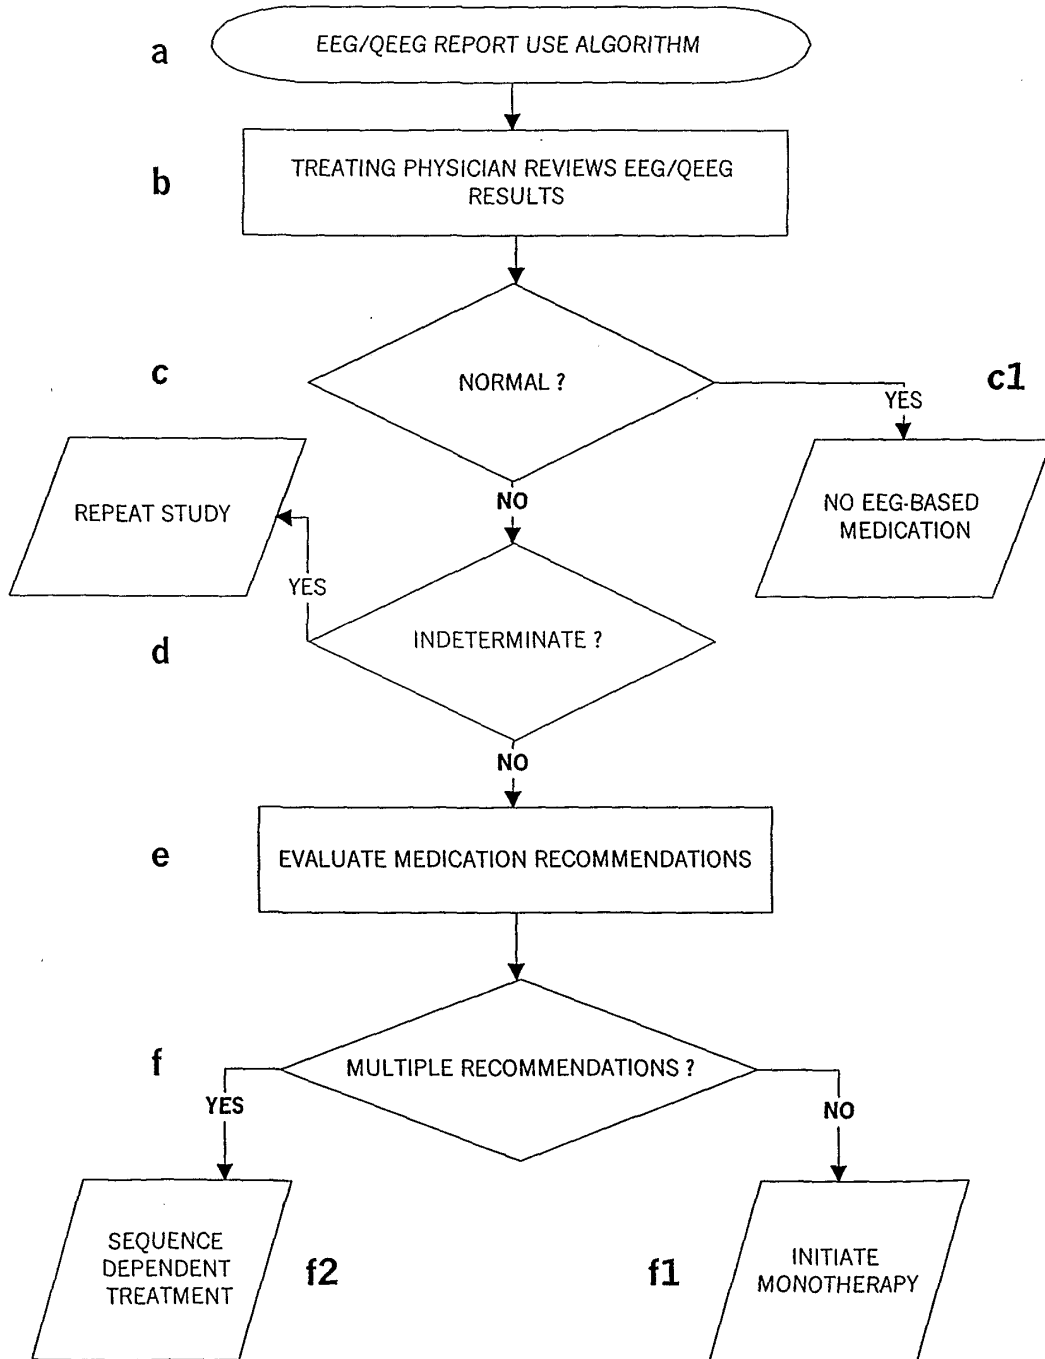 a
EEG/QEEG REPORT USE ALGORITHM
b
TREATING PHYSICIAN REVIEWS EEG/QEEG
RESULTS
c
NORMAL ?
c1
YES
NO
REPEAT STUDY
NO EEG-BASED
MEDICATION
YES
d
INDETERMINATE ?
NO
e
EVALUATE MEDICATION RECOMMENDATIONS
f
MULTIPLE RECOMMENDATIONS ?
YES
NO
SEQUENCE
DEPENDENT
TREATMENT
f2
f1
INITIATE
MONOTHERAPY